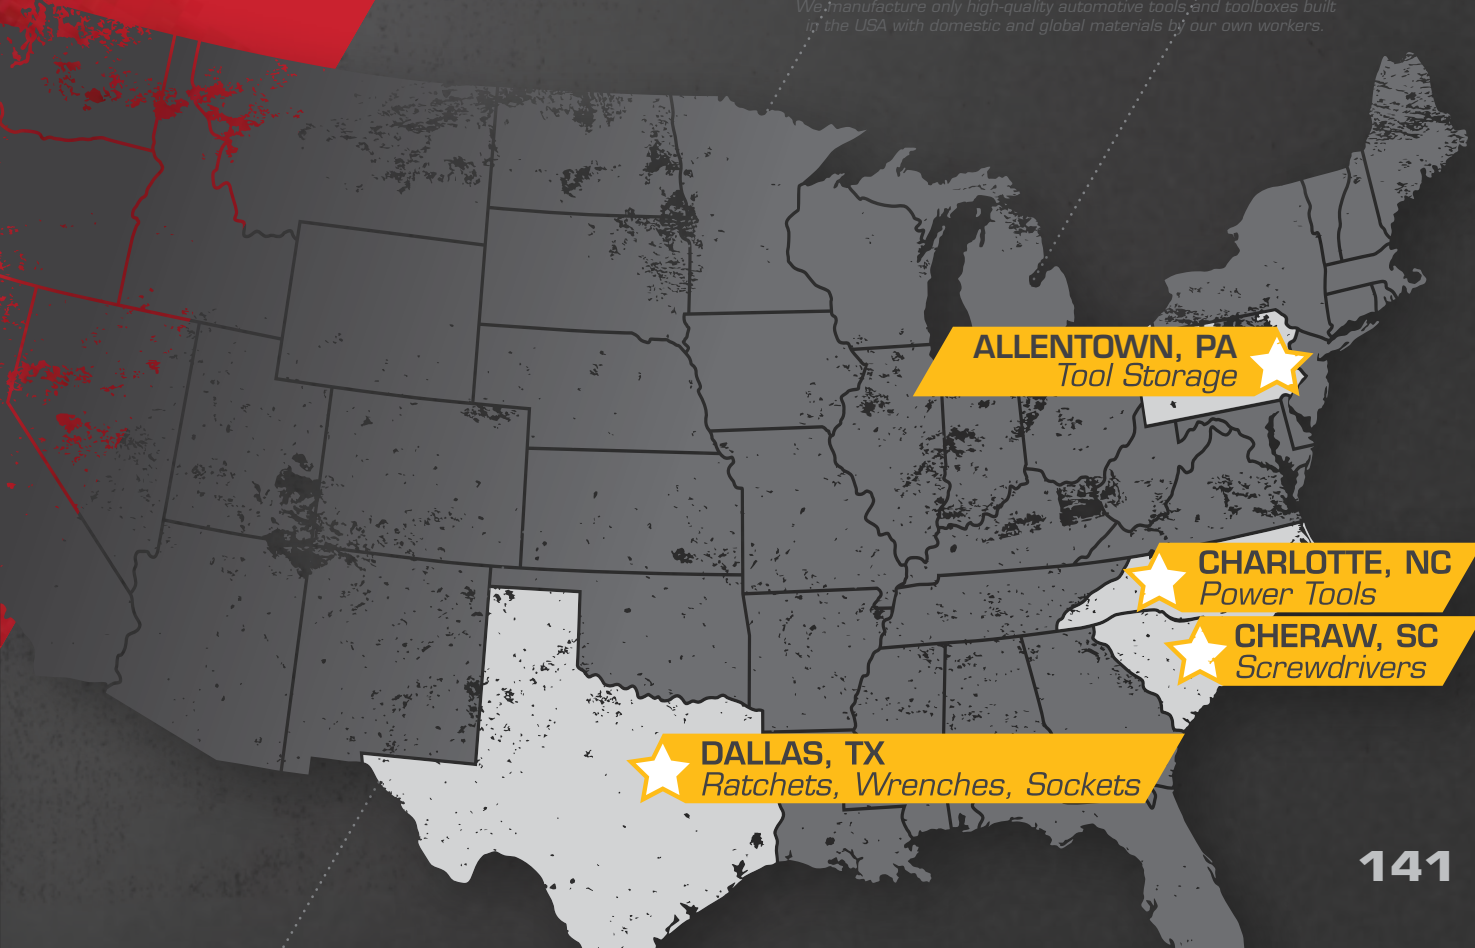 We manufacture only high-quality automotive tools and toolboxes built
in the USA with domestic and global materials by our own workers.
ALLENTOWN, PA
Tool Storage
CHARLOTTE, NC
Power Tools
CHERAW, SC
Screwdrivers
DALLAS, TX
Ratchets, Wrenches, Sockets
141